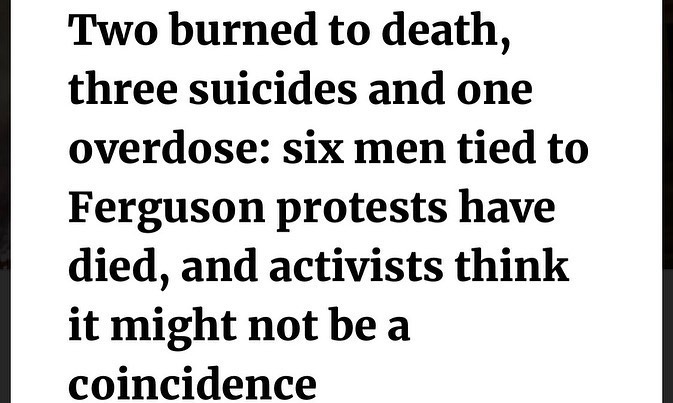 Two burned to death,
three suicides and one
overdose: six men tied to
Ferguson protests have
died, and activists think
it might not be a
coincidence